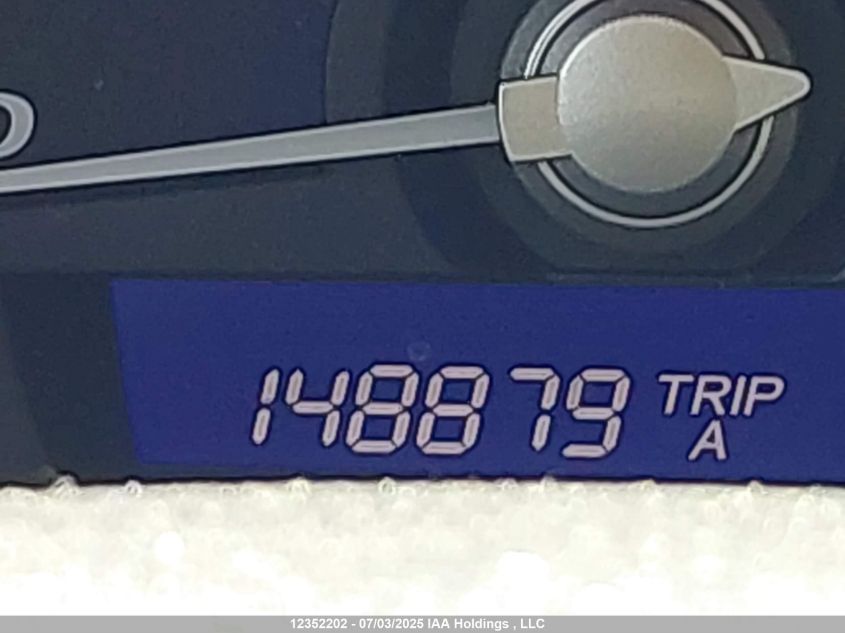 148879 TRIP
A
12352202 - 07/03/2025 IAA Holdings , LLC